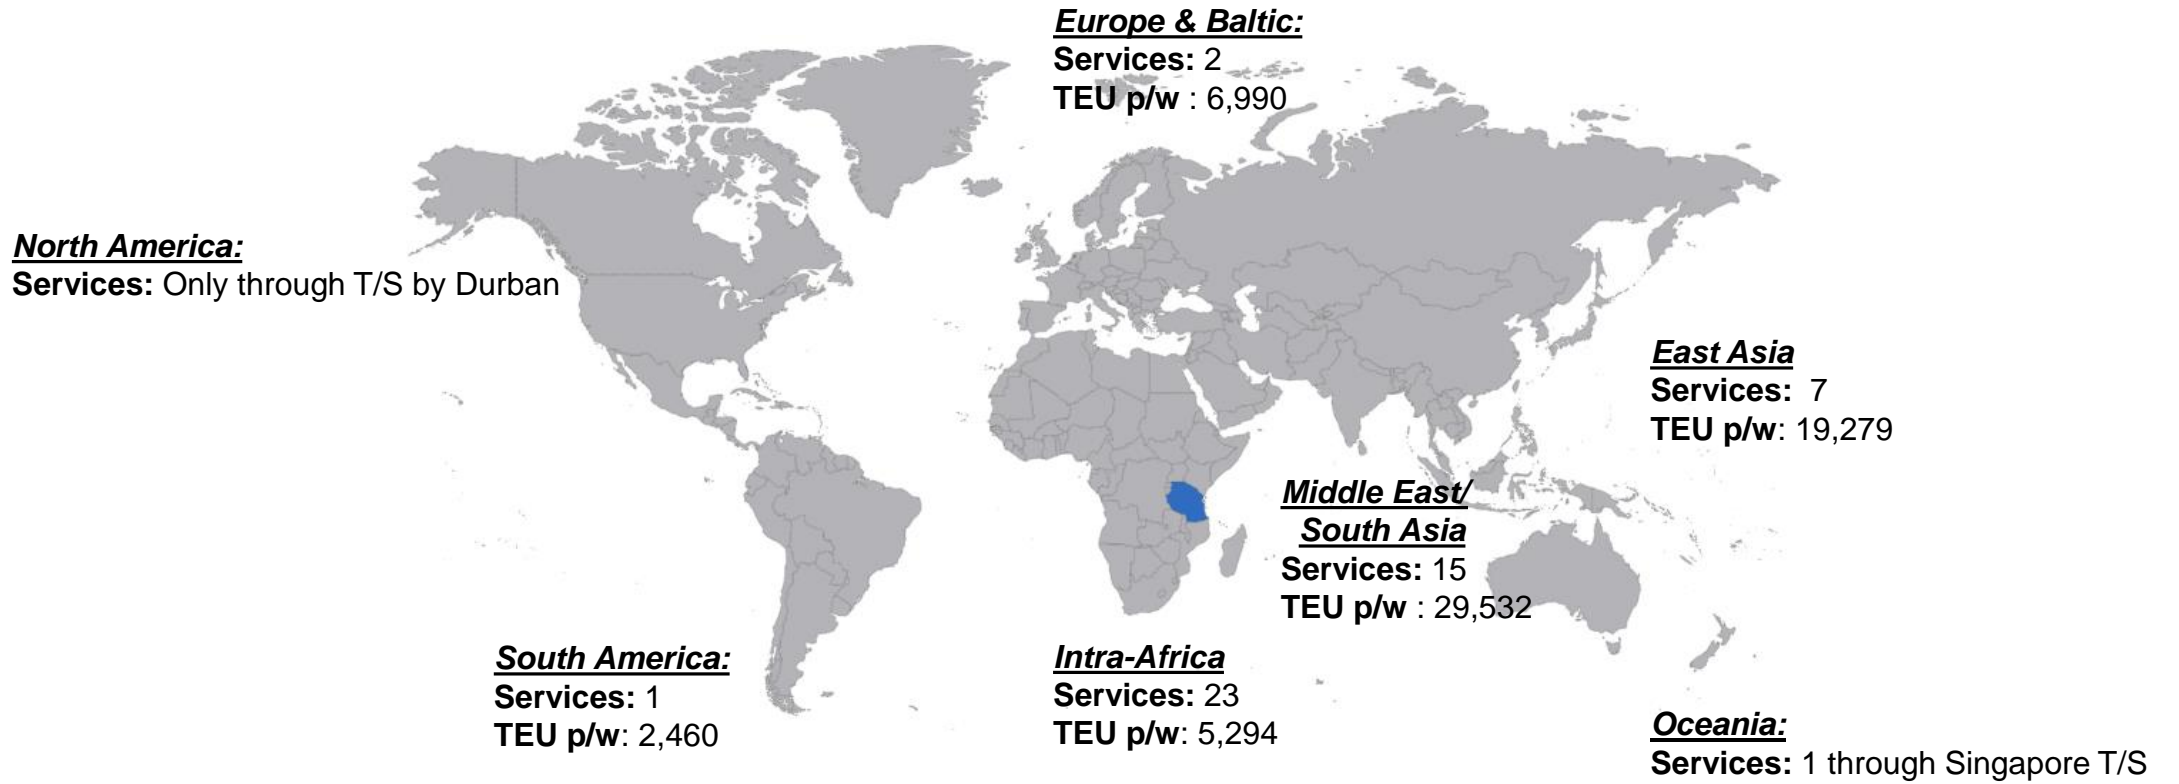 Europe & Baltic:
Services: 2
TEU p/w : 6,990
North America:
Services: Only through T/S by Durban
East Asia
Services:  7
TEU p/w: 19,279
Middle East/
South Asia
Services: 15
TEU p/w : 29,532
South America:
Services: 1
TEU p/w: 2,460
Intra-Africa
Services: 23
TEU p/w: 5,294
Oceania:
Services: 1 through Singapore T/S